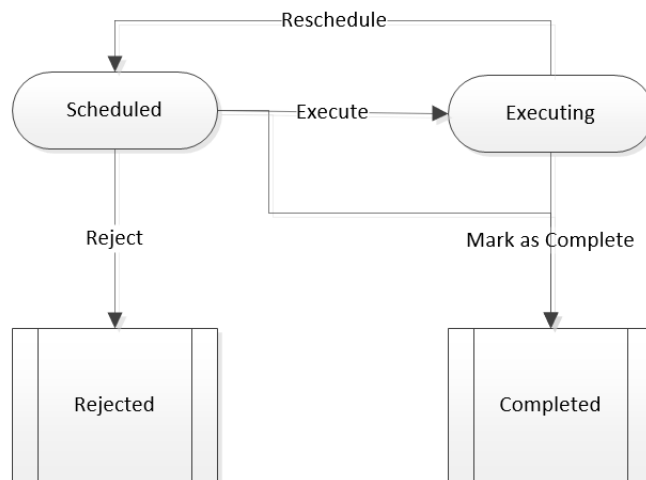 Reschedule
Scheduled
Execute
Executing
Reject
Mark as Complete
Rejected
Completed